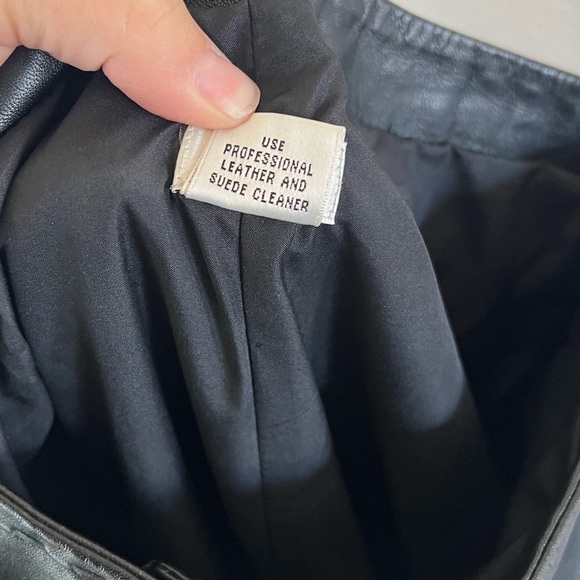 USE
PROFESSIONAL
LEATHER AND
SUEDE CLEANER